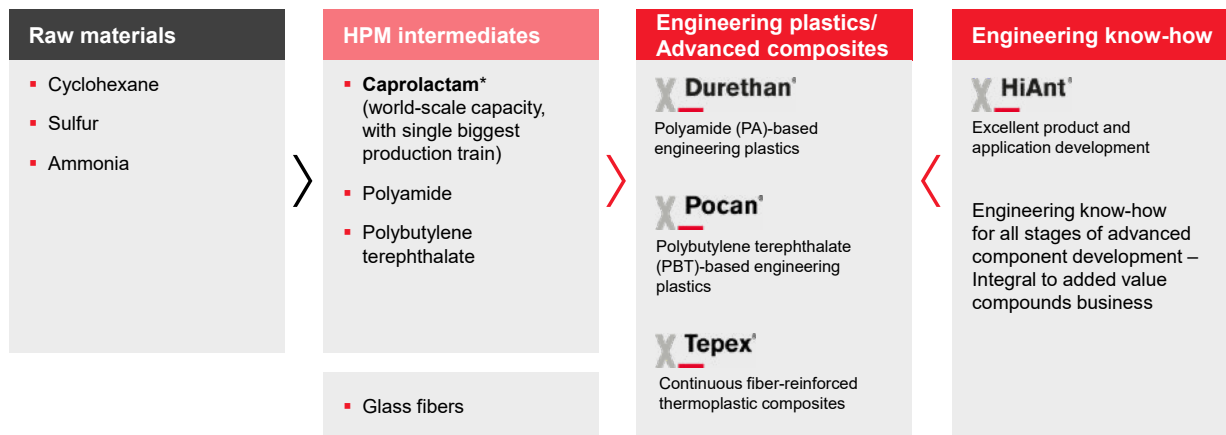 Raw materials
▪ Cyclohexane
▪ Sulfur
▪ Ammonia
HPM intermediates
▪ Caprolactam*
(world-scale capacity,
with single biggest
production train)
▪ Polyamide
▪ Polybutylene
terephthalate
▪ Glass fibers
Engineering plastics/
Advanced composites
X Durethan®
Polyamide (PA)-based
engineering plastics
X Pocan®
Polybutylene terephthalate
(PBT)-based engineering
plastics
X Tepex®
Continuous fiber-reinforced
thermoplastic composites
Engineering know-how
X HiAnt®
Excellent product and
application development
Engineering know-how
for all stages of advanced
component development –
Integral to added value
compounds business